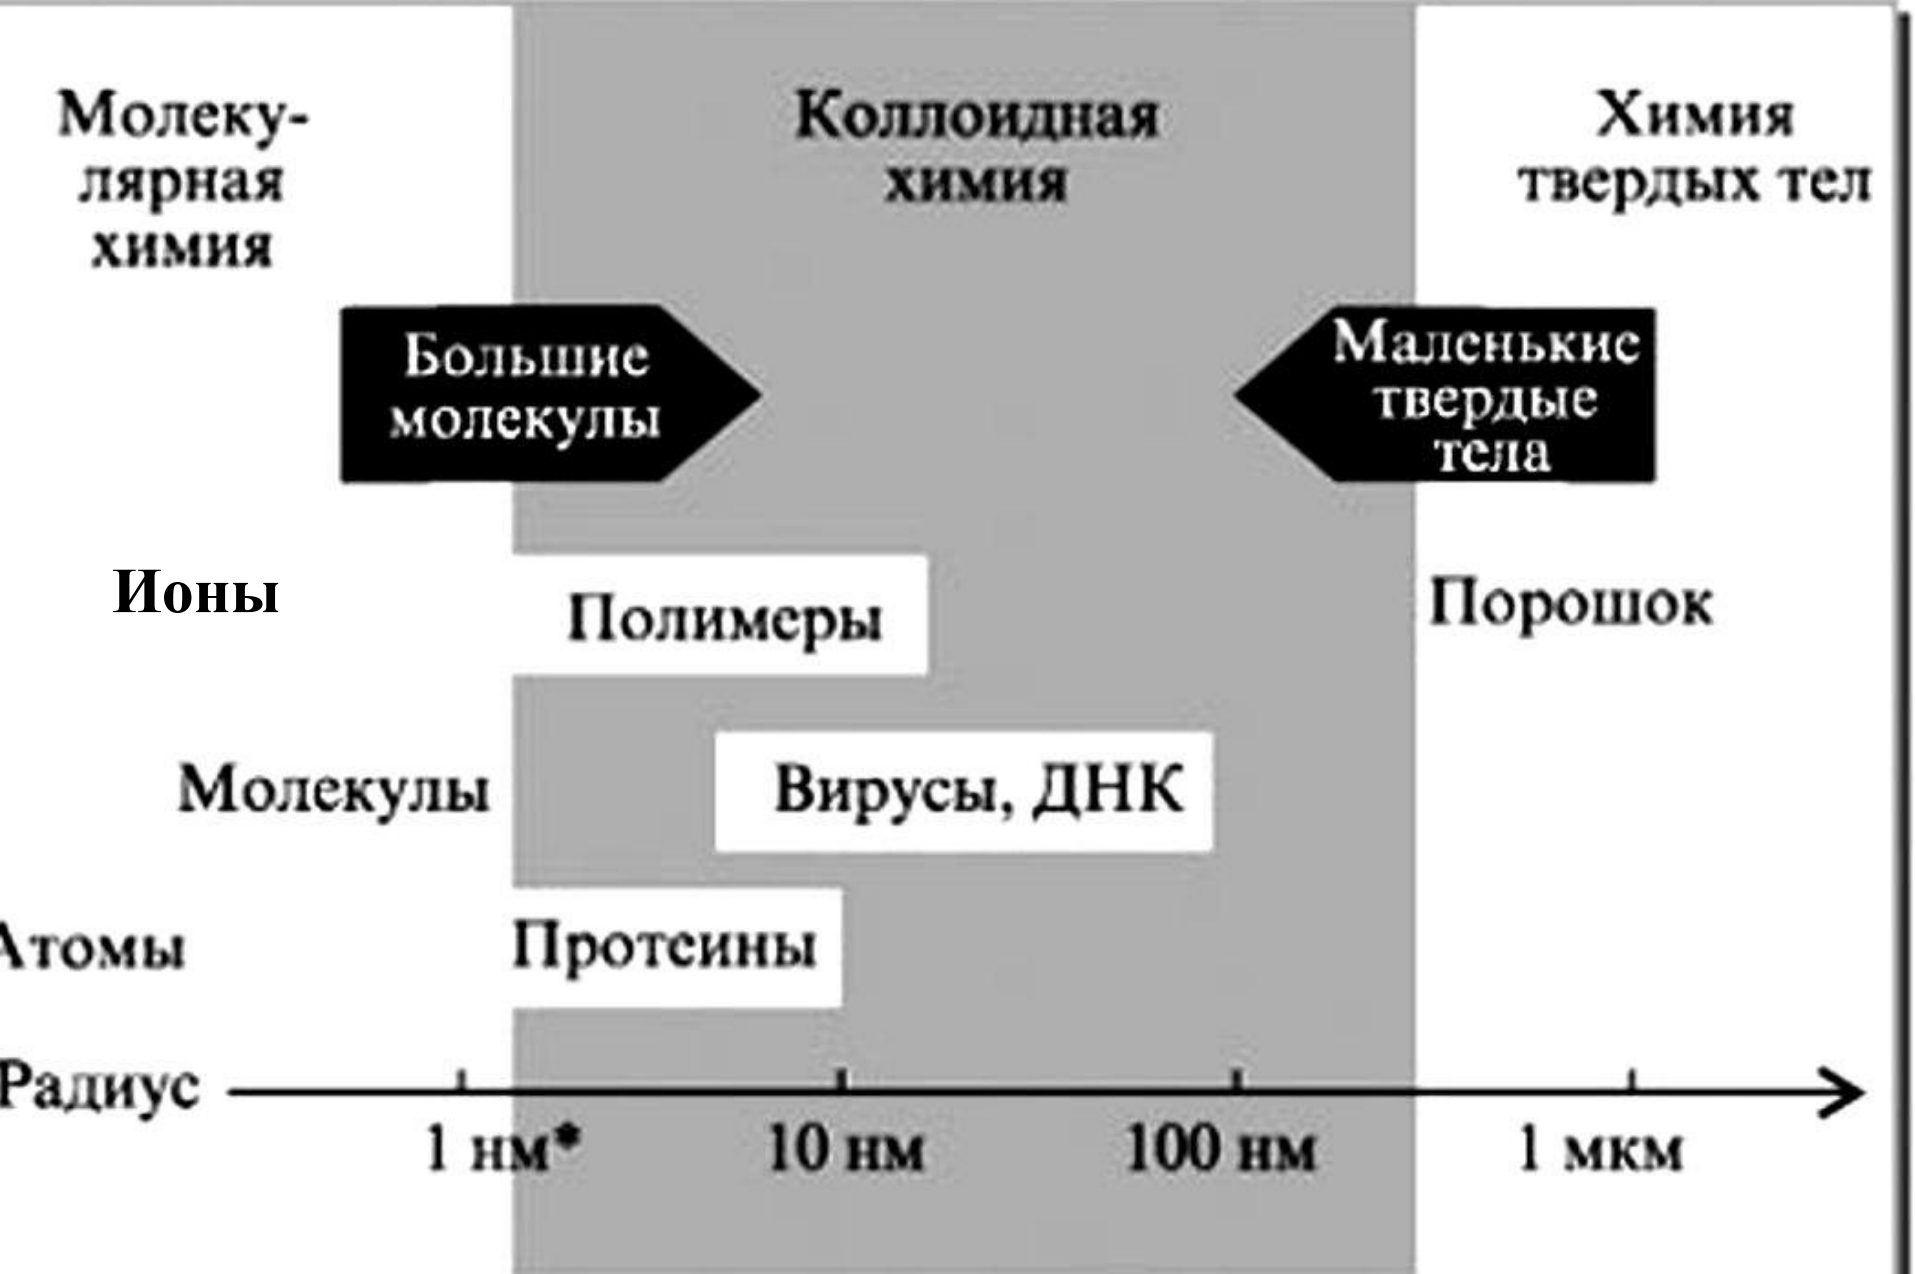 Молеку-
лярная
химия
Коллоидная
химия
Химия
твердых тел
Большие
молекулы
Маленькие
твердые
тела
Ионы
Полимеры
Порошок
Молекулы
Вирусы, ДНК
Атомы
Протеины
Радиус
1 нм*
10 нм
100 нм
1 мкм